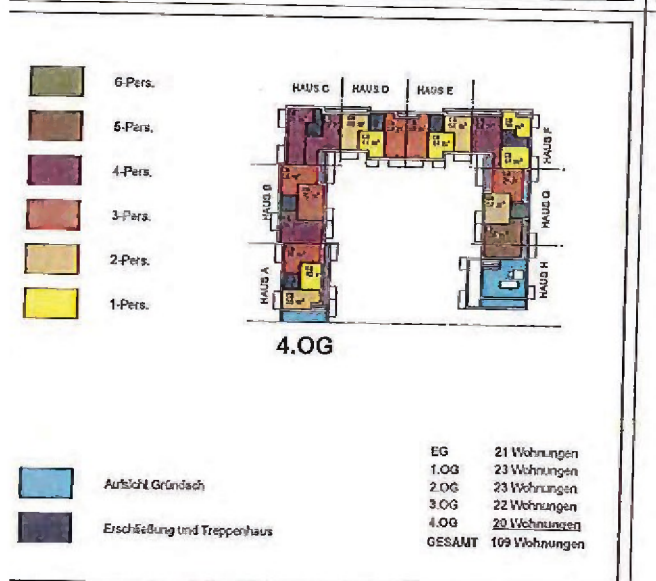 6-Pers.
5-Pers.
4-Pers.
3-Pers.
2-Pers.
1-Pers.
HAUS C HAUS D HAUS E
HAUS F
HAUS G
HAUS H
HAUS B
HAUS A
4.OG
Aufsicht Gründach
Erschließung und Treppenhaus
EG 21 Wohnungen
1.OG 23 Wohnungen
2.OG 23 Wohnungen
3.OG 22 Wohnungen
4.OG 20 Wohnungen
GESAMT 109 Wohnungen